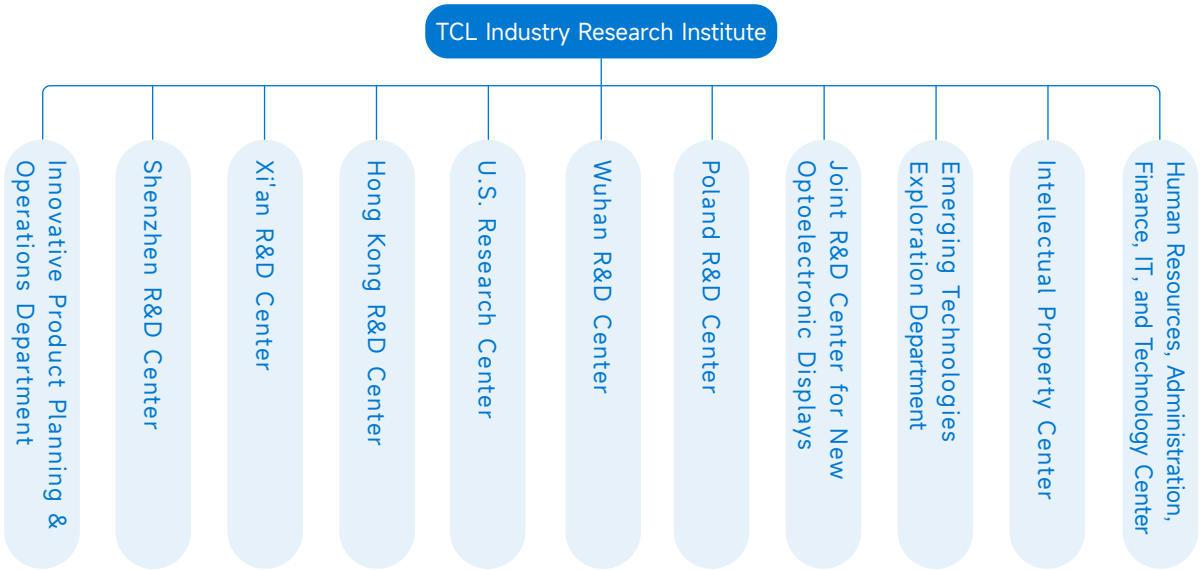 TCL Industry Research Institute
Innovative Product Planning &
Operations Department
Shenzhen R&D Center
Xi'an R&D Center
Hong Kong R&D Center
U.S. Research Center
Wuhan R&D Center
Poland R&D Center
Joint R&D Center for New
Optoelectronic Displays
Emerging Technologies
Exploration Department
Intellectual Property Center
Human Resources, Administration,
Finance, IT, and Technology Center